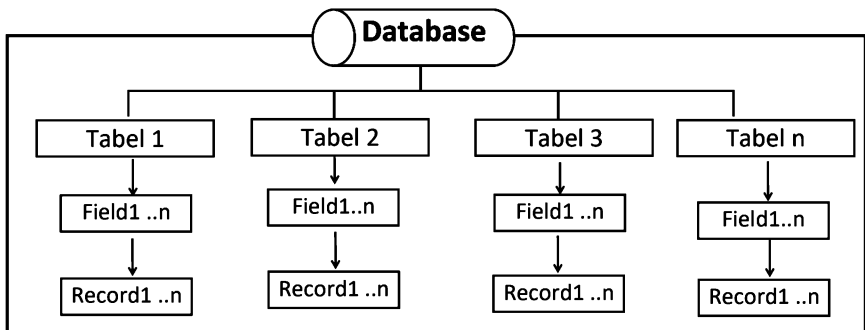 Database
Tabel 1
Tabel 2
Tabel 3
Tabel n
Field1 ..n
Field1..n
Field1 ..n
Field1..n
Record1 ..n
Record1 ..n
Record1 ..n
Record1 ..n